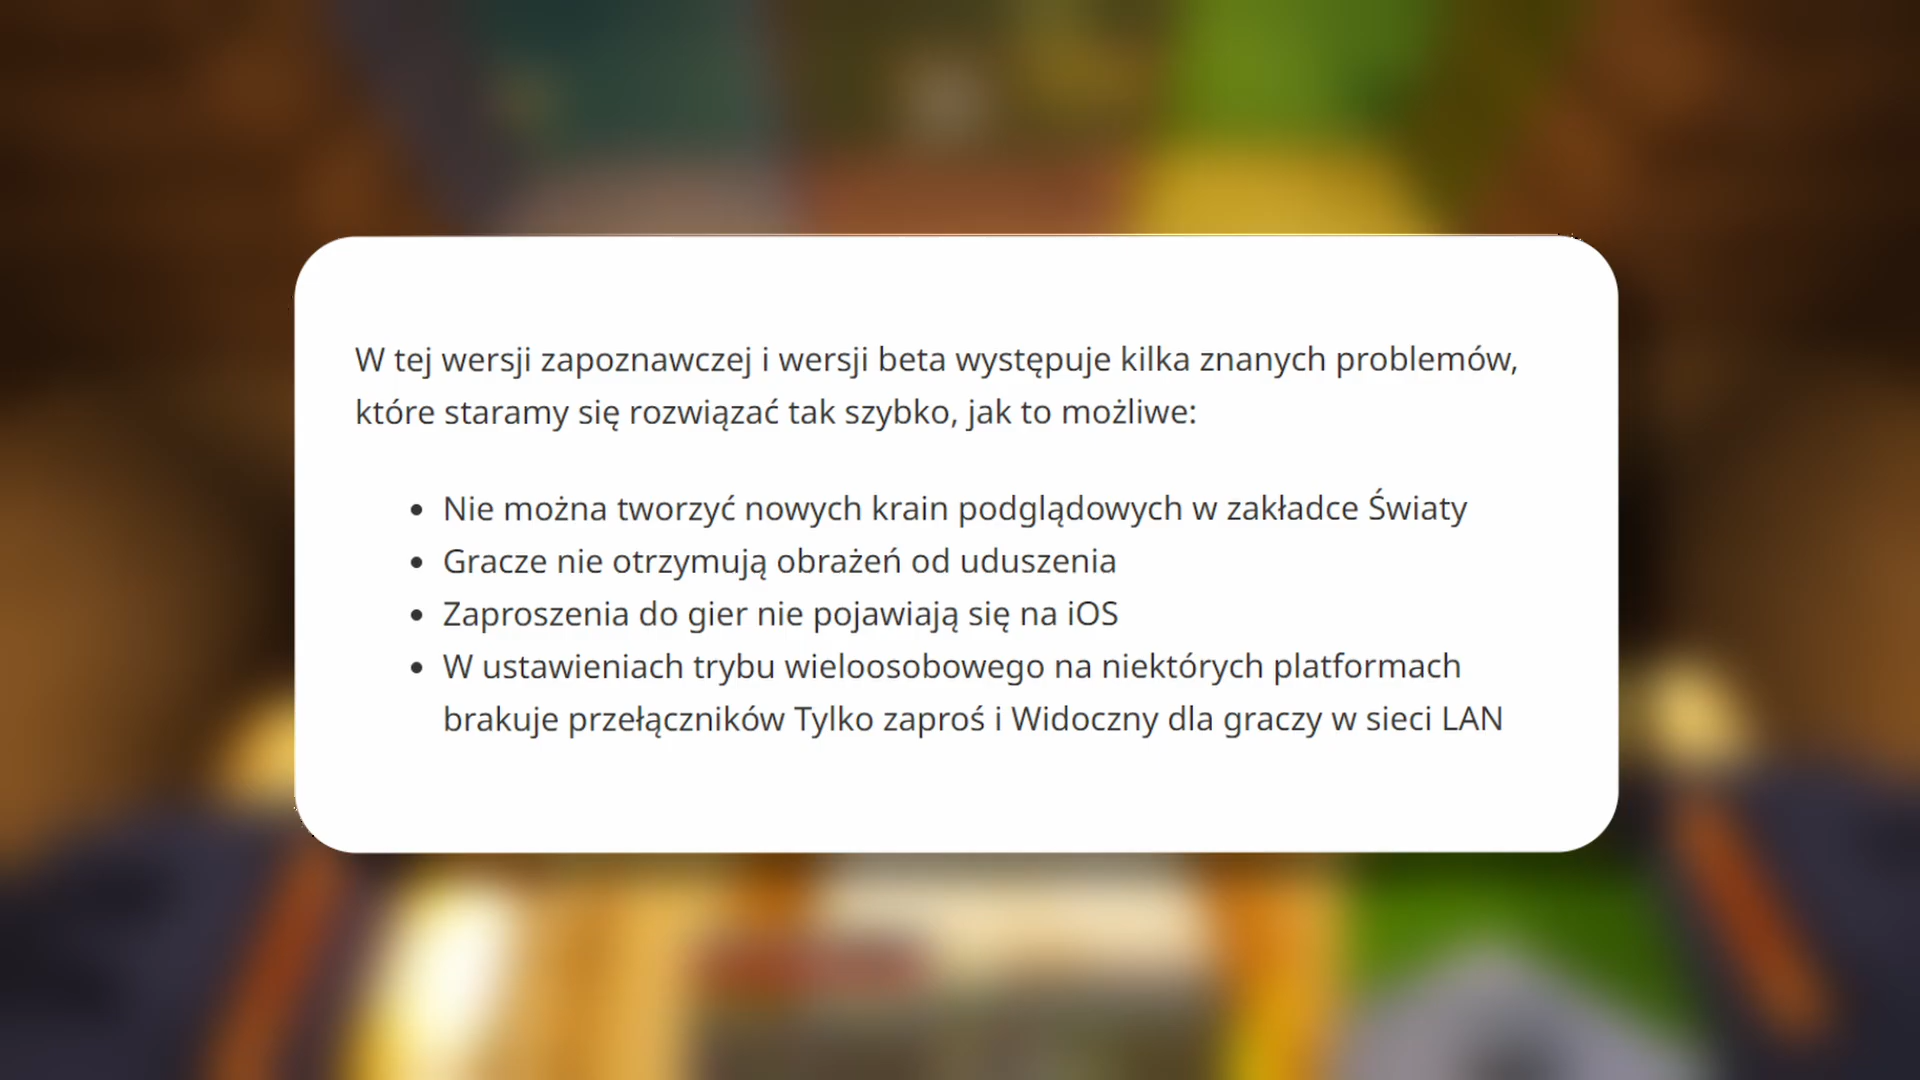 W tej wersji zapoznawczej i wersji beta występuje kilka znanych problemów,
które staramy się rozwiązać tak szybko, jak to możliwe:
• Nie można tworzyć nowych krain podglądowych w zakładce Światy
• Gracze nie otrzymują obrażeń od uduszenia
• Zaproszenia do gier nie pojawiają się na iOS
• W ustawieniach trybu wieloosobowego na niektórych platformach
brakuje przełączników Tylko zaproś i Widoczny dla graczy w sieci LAN